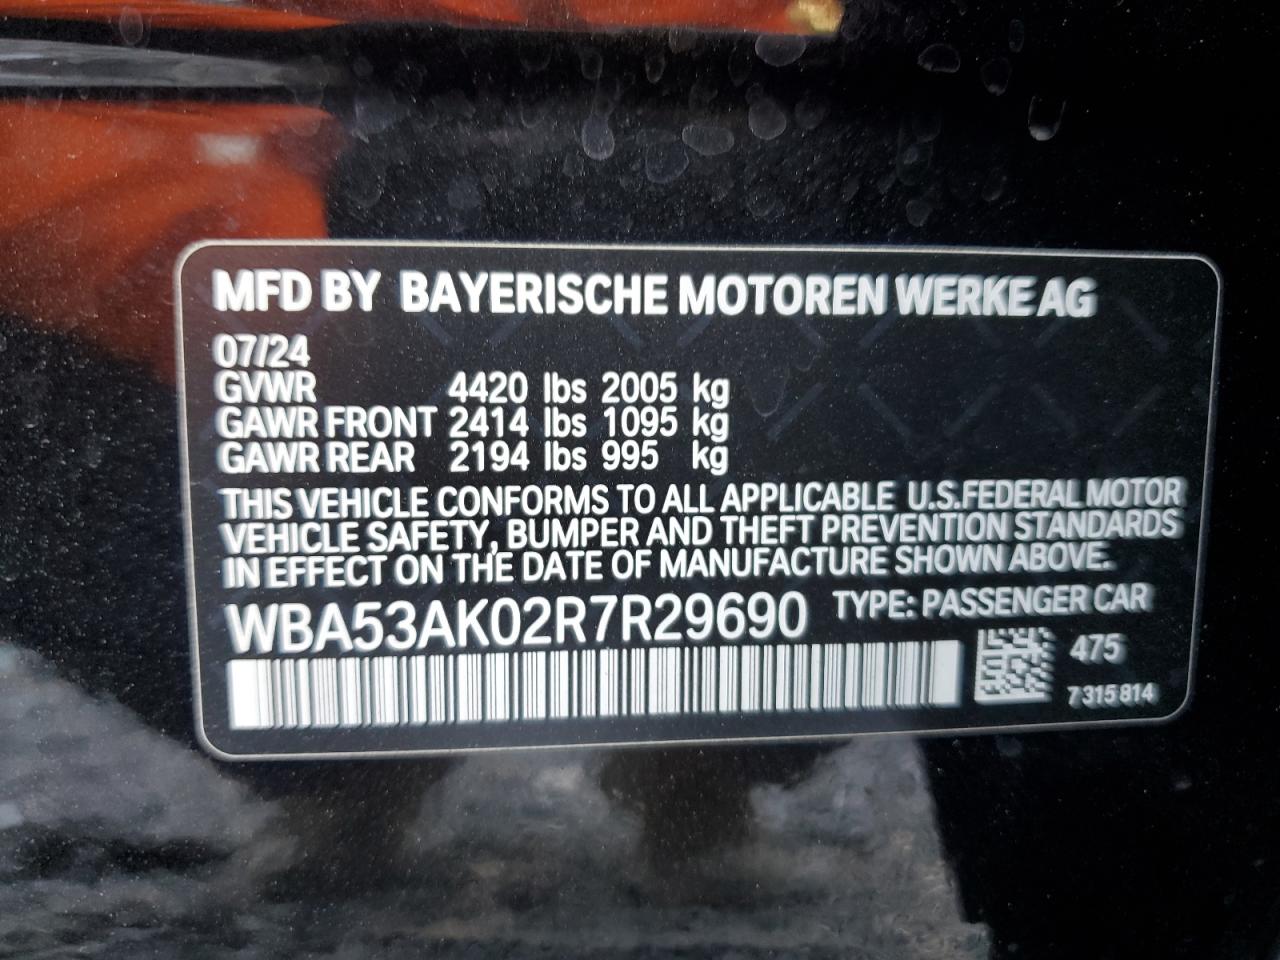 MFD BY BAYERISCHE MOTOREN WERKE AG
07/24
GVWR 4420 lbs 2005 kg
GAWR FRONT 2414 lbs 1095 kg
GAWR REAR 2194 lbs 995 kg
THIS VEHICLE CONFORMS TO ALL APPLICABLE U.S.FEDERAL MOTOR
VEHICLE SAFETY, BUMPER AND THEFT PREVENTION STANDARDS
IN EFFECT ON THE DATE OF MANUFACTURE SHOWN ABOVE.
WBA53AK02R7R29690 TYPE: PASSENGER CAR
475
7 315 814